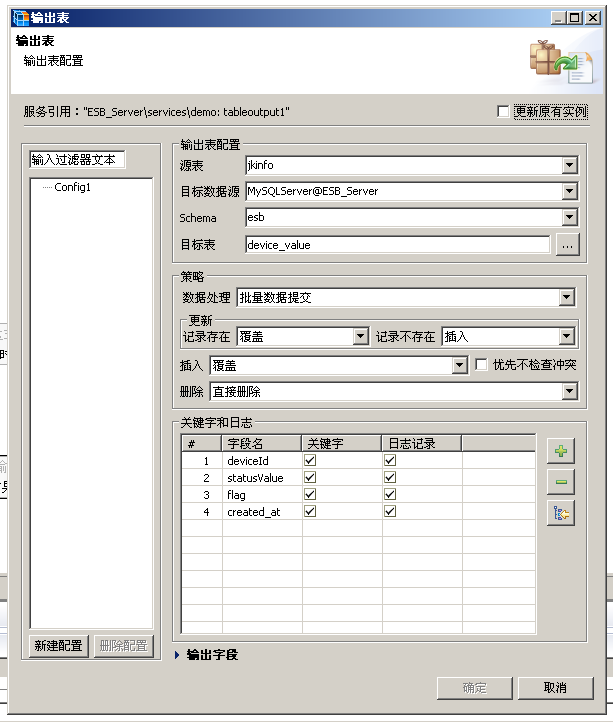 输出表
输出表
输出表配置
服务引用："ESB_Server\services\demo: tableoutput1"
更新原有实例
输入过滤器文本
Config1
新建配置
删除配置
输出表配置
源表
jkinfo
目标数据源
MySQLServer@ESB_Server
Schema
esb
目标表
device_value
...
策略
数据处理
批量数据提交
更新
记录存在
覆盖
记录不存在
插入
插入
覆盖
优先不检查冲突
删除
直接删除
关键字和日志
# 字段名 关键字 日志记录
1 deviceId
2 statusValue
3 flag
4 created_at
输出字段
确定
取消